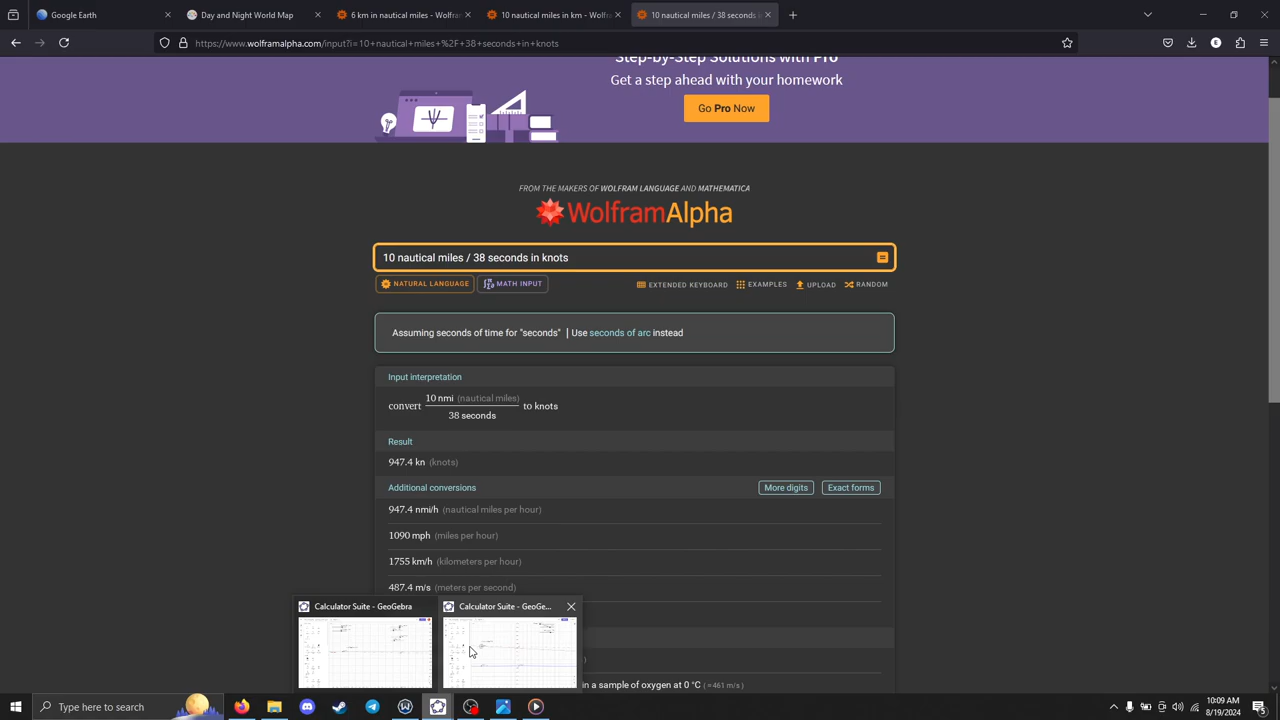 Google Earth
Day and Night World Map
6 km in nautical miles - Wolfra
10 nautical miles in km - Wolfr
10 nautical miles / 38 seconds i
https://www.wolframalpha.com/input?i=10+nautical+miles+%2F+38+seconds+in+knots
Step-by-Step Solutions with Pro
Get a step ahead with your homework
Go Pro Now
FROM THE MAKERS OF WOLFRAM LANGUAGE AND MATHEMATICA
WolframAlpha
10 nautical miles / 38 seconds in knots
NATURAL LANGUAGE
MATH INPUT
EXTENDED KEYBOARD
EXAMPLES
UPLOAD
RANDOM
Assuming seconds of time for "seconds" | Use seconds of arc instead
Input interpretation
convert 10 nmi (nautical miles) to knots
38 seconds
Result
947.4 kn (knots)
Additional conversions
More digits
Exact forms
947.4 nmi/h (nautical miles per hour)
1090 mph (miles per hour)
1755 km/h (kilometers per hour)
487.4 m/s (meters per second)
Calculator Suite - GeoGebra
Calculator Suite - GeoGe...
in a sample of oxygen at 0 °C (≈461 m/s)
Type here to search
10:09 AM
8/19/2024